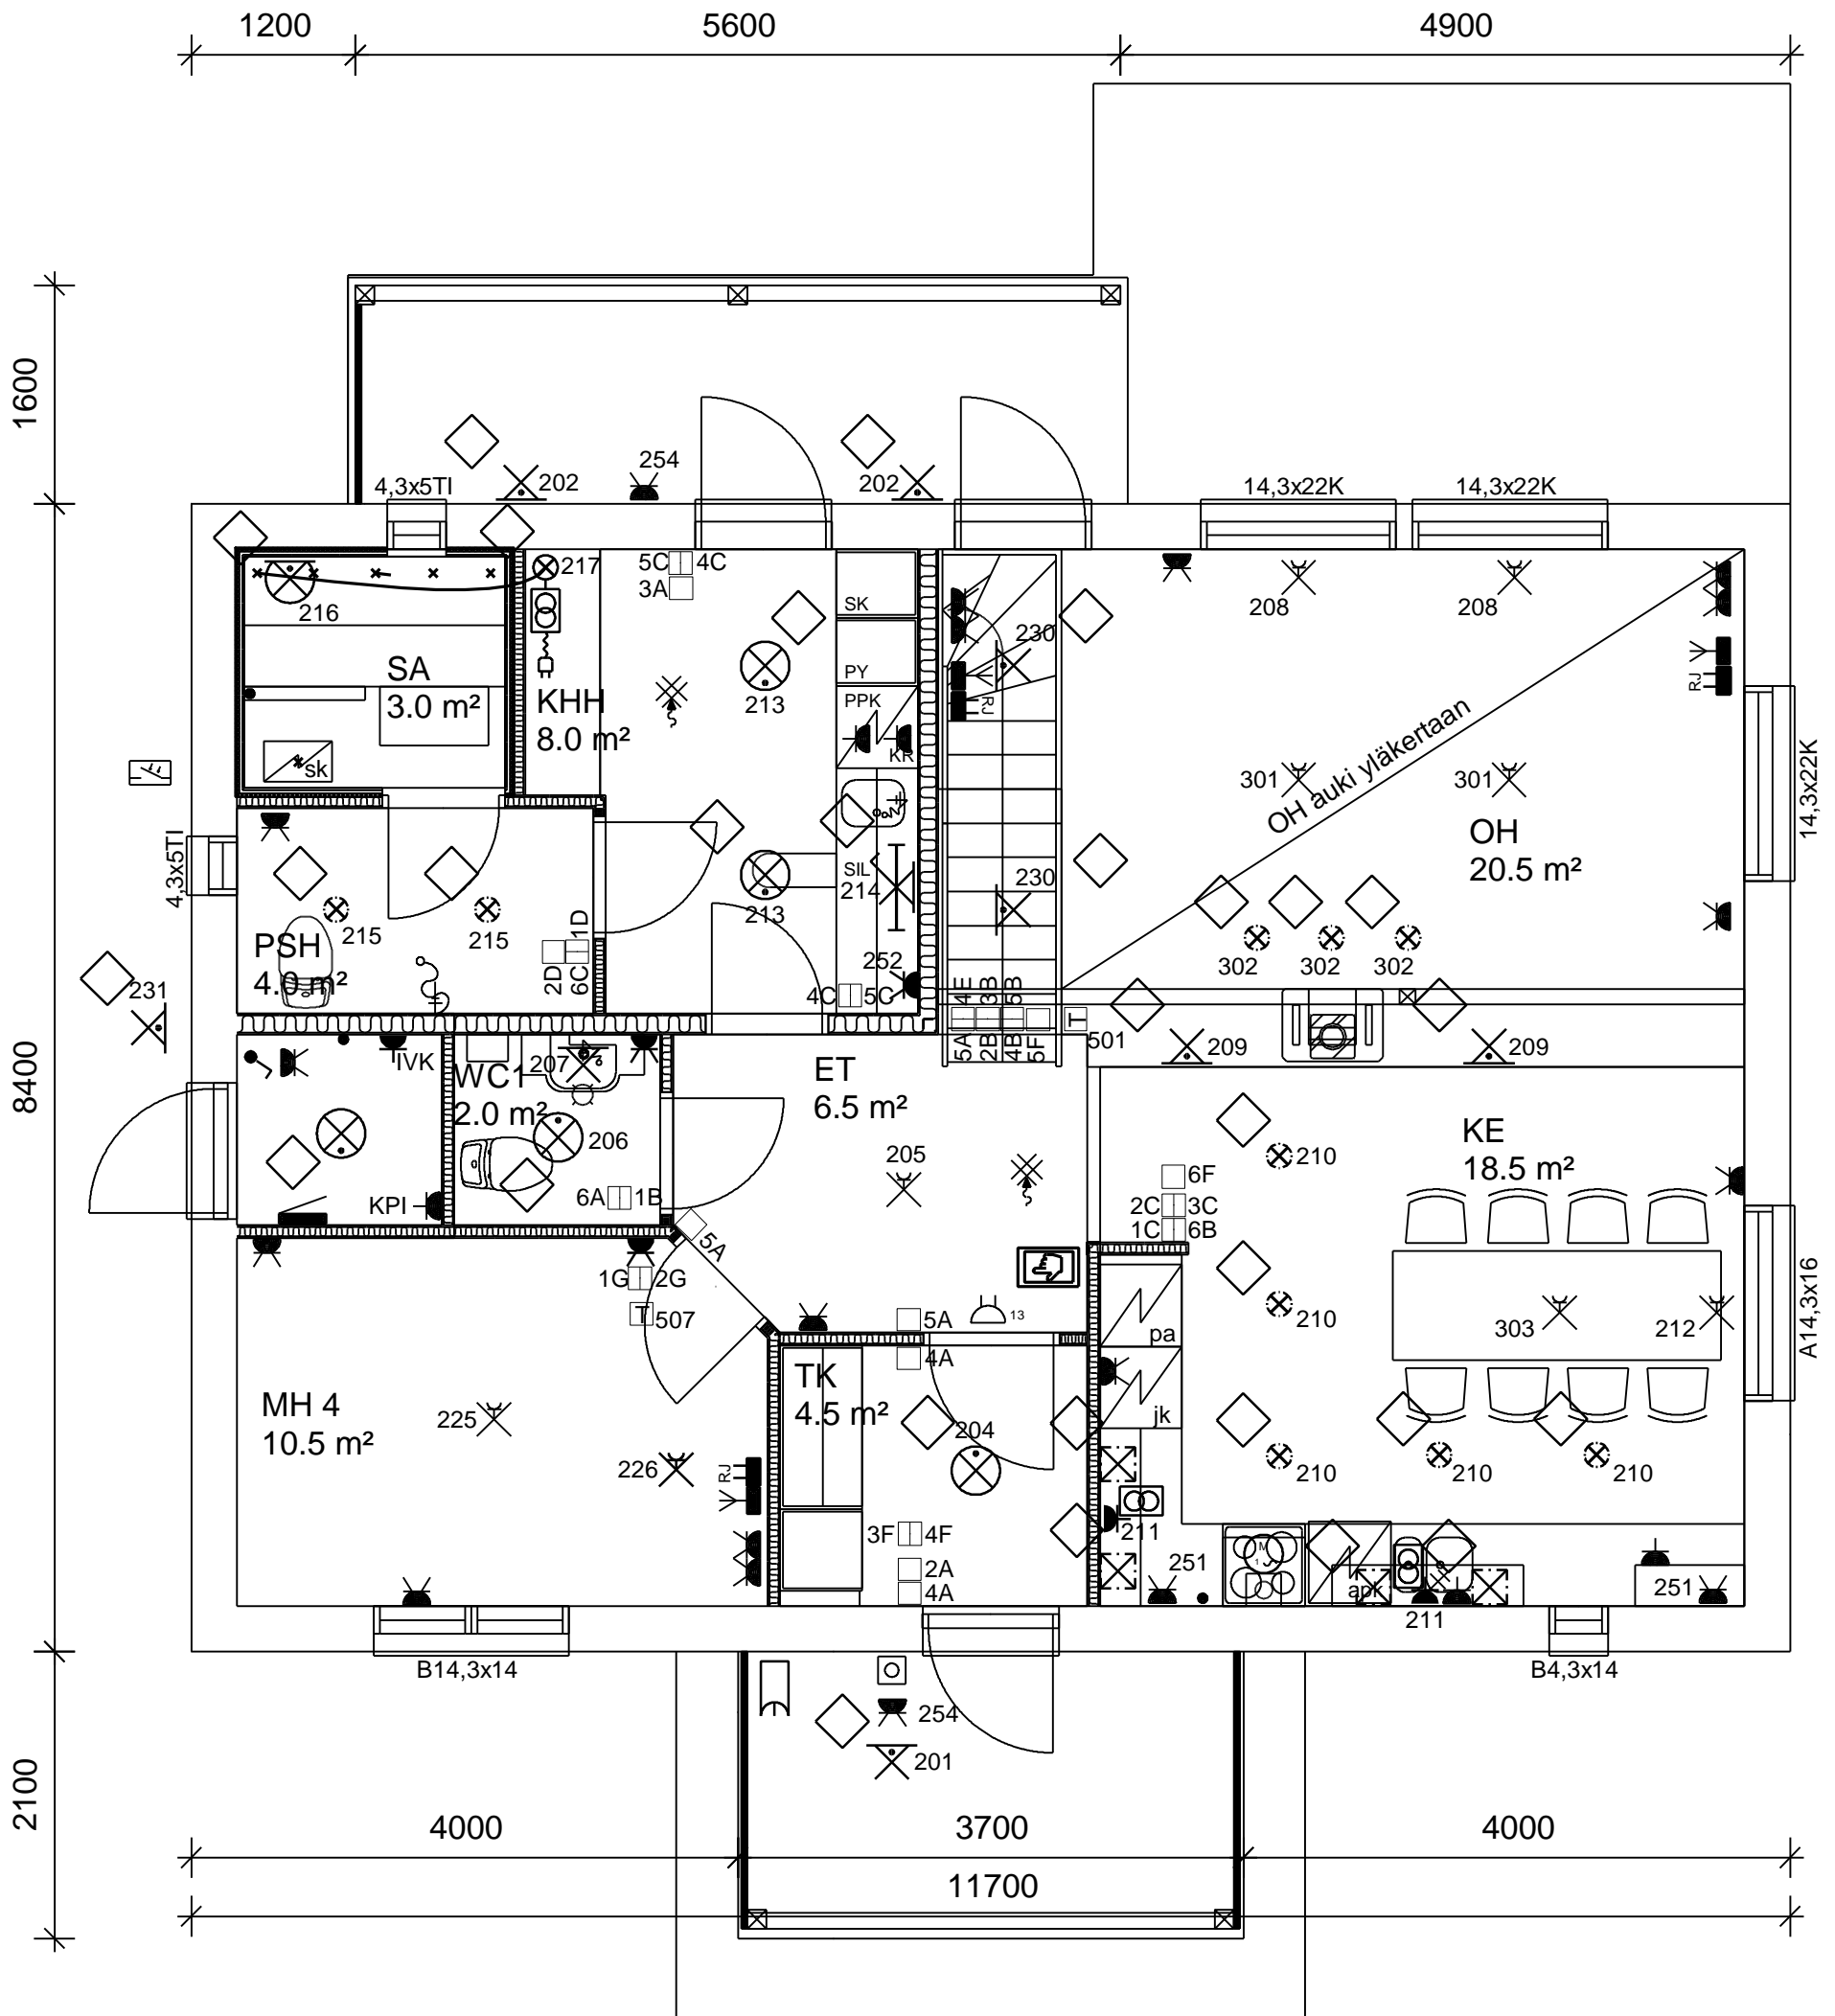 1200
5600
4900
1600
254
4,3x5TI
202
202
14,3x22K
14,3x22K
217
5C
4C
3A
216
SK
208
208
230
SA
3.0 m²
PY
KHH
8.0 m²
213
PPK
RJ
RJ
KR
OH auki yläkertaan
sk
301
301
14,3x22K
OH
20.5 m²
4,3x5TI
SIL
214
230
213
PSH
4.0 m²
215
215
1D
2D
6C
252
302
302
302
231
4C
5C
4E
3B
5B
5A
2B
4B
5F
T
501
209
209
IVK
WC1
2.0 m²
207
ET
6.5 m²
8400
KE
18.5 m²
206
205
210
6F
KPI
6A
1B
2C
3C
1C
6B
5A
1G
2G
T
507
5A
13
210
303
212
A14,3x16
pa
4A
TK
4.5 m²
MH 4
10.5 m²
225
jk
204
226
RJ
210
210
210
3F
4F
211
M
1
2A
251
4A
apk
251
211
B14,3x14
B4,3x14
254
201
2100
4000
3700
4000
11700